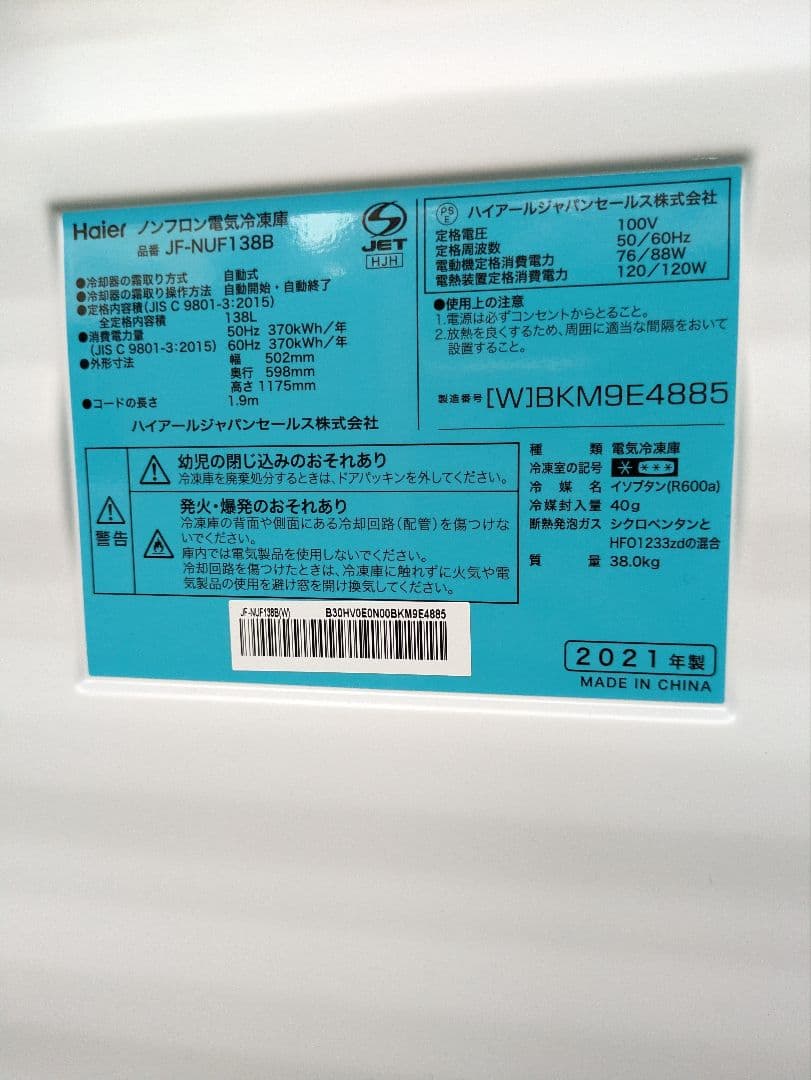 Haier ノンフロン電気冷凍庫
品番 JF-NUF138B
JET
HJH
●冷却器の霜取り方式 自動式
●冷却器の霜取り操作方法 自動開始・自動終了
●定格内容積(JIS C 9801-3:2015)
全定格内容積 138L
●消費電力量 50Hz 370kWh/年
(JIS C 9801-3:2015) 60Hz 370kWh/年
●外形寸法 幅 502mm
奥行 598mm
高さ 1175mm
●コードの長さ 1.9m
ハイアールジャパンセールス株式会社
PS E ハイアールジャパンセールス株式会社
定格電圧 100V
定格周波数 50/60Hz
電動機定格消費電力 76/88W
電熱装置定格消費電力 120/120W
●使用上の注意
1.電源は必ずコンセントからとること。
2.放熱を良くするため、周囲に適当な間隔をおいて
設置すること。
製造番号 [W]BKM9E4885
警告
幼児の閉じ込みのおそれあり
冷凍庫を廃棄処分するときは、ドアパッキンを外してください。
発火・爆発のおそれあり
冷凍庫の背面や側面にある冷却回路(配管)を傷つけな
いでください。
庫内では電気製品を使用しないでください。
冷却回路を傷つけたときは、冷凍庫に触れずに火気や電
気製品の使用を避け窓を開け換気してください。
種類 電気冷凍庫
冷凍室の記号 * ***
冷媒名 イソブタン(R600a)
冷媒封入量 40g
断熱発泡ガス シクロペンタンと
HFO1233zdの混合
質量 38.0kg
JF-NUF138B(W) B30HV0E0N00BKM9E4885
2021年製
MADE IN CHINA